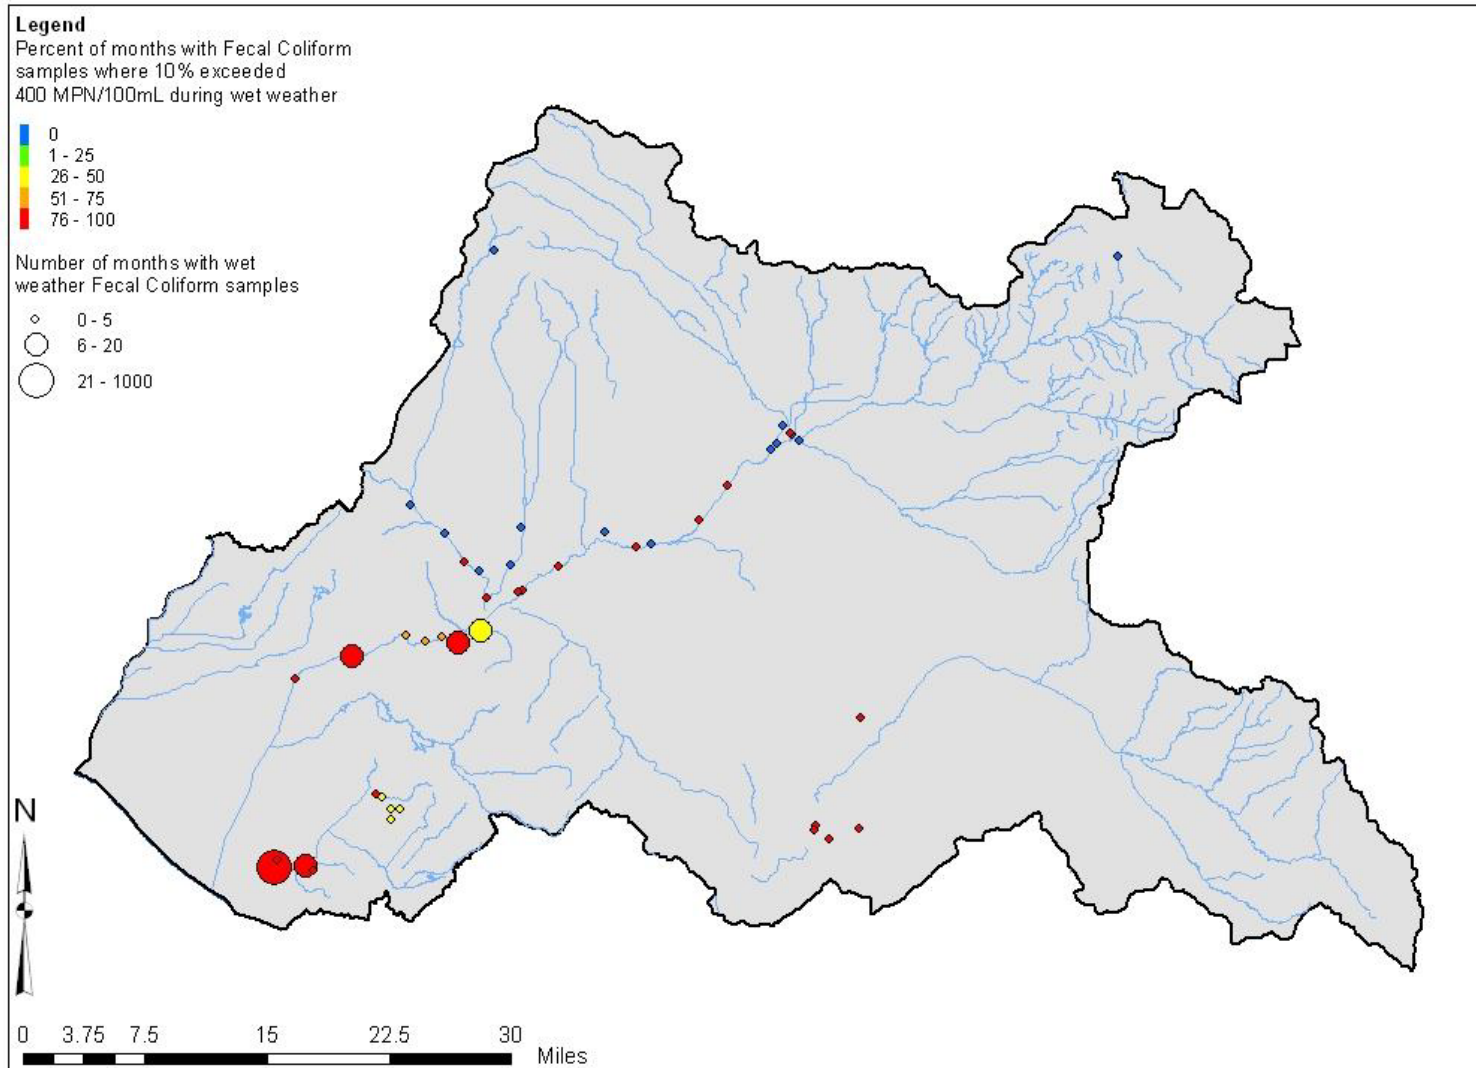 Legend
Percent of months with Fecal Coliform
samples where 10% exceeded
400 MPN/100mL during wet weather
0
1 - 25
26 - 50
51 - 75
76 - 100
Number of months with wet
weather Fecal Coliform samples
0 - 5
6 - 20
21 - 1000
N
0 3.75 7.5 15 22.5 30
Miles